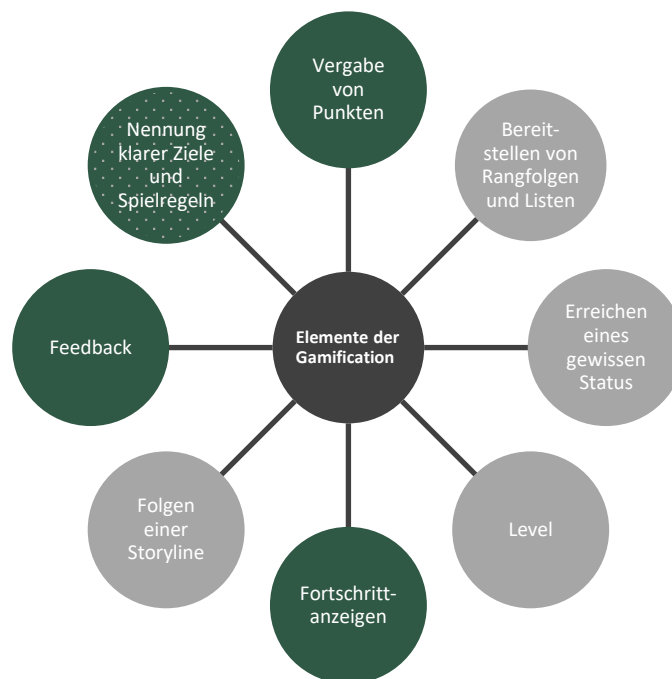 Vergabe
von
Punkten
Nennung
klarer Ziele
und
Spielregeln
Bereit-
stellen von
Rangfolgen
und Listen
Feedback
Elemente der
Gamification
Erreichen
eines
gewissen
Status
Folgen
einer
Storyline
Level
Fortschritt-
anzeigen